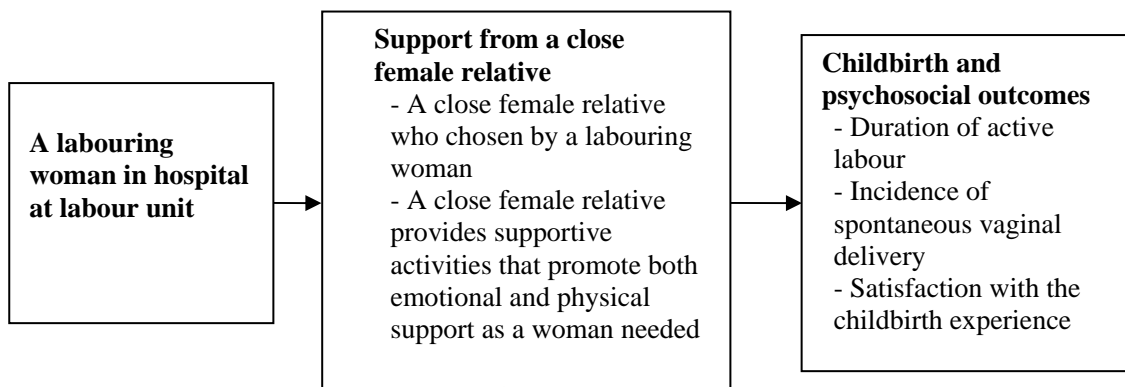 A labouring
woman in hospital
at labour unit
Support from a close
female relative
- A close female relative
who chosen by a labouring
woman
- A close female relative
provides supportive
activities that promote both
emotional and physical
support as a woman needed
Childbirth and
psychosocial outcomes
- Duration of active
labour
- Incidence of
spontaneous vaginal
delivery
- Satisfaction with the
childbirth experience